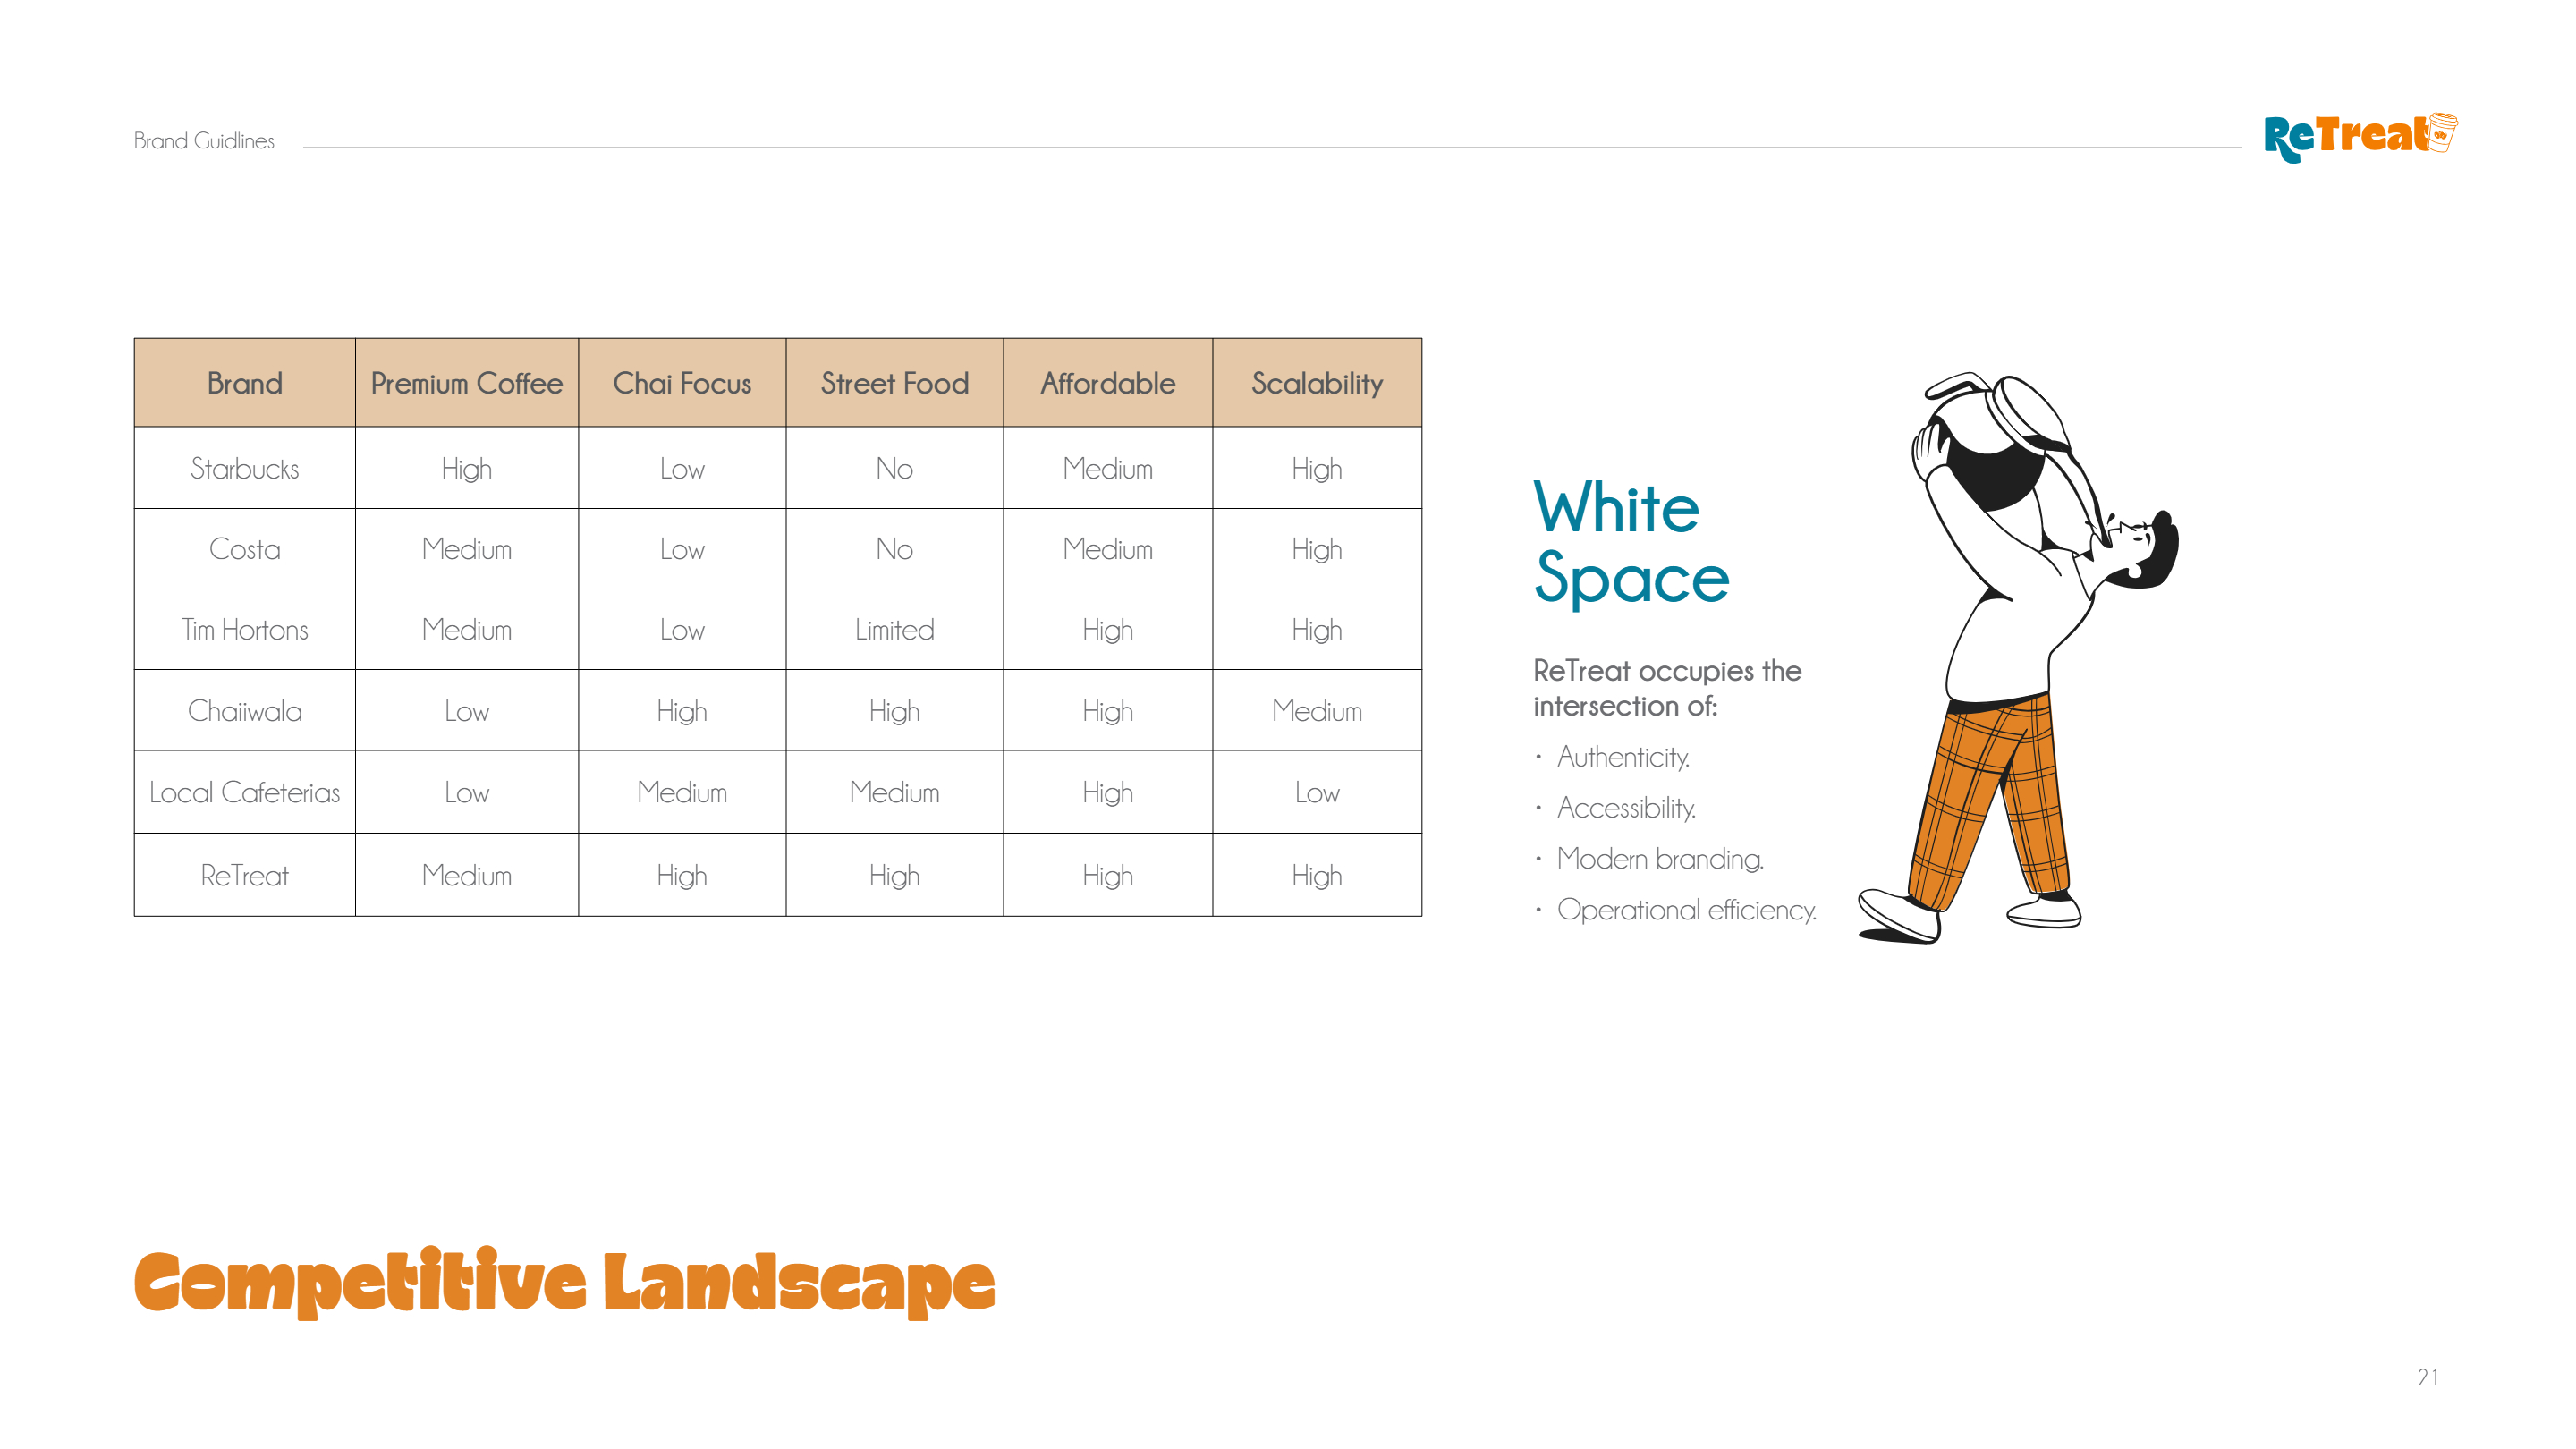 Brand Guidlines
ReTreat
Brand Premium Coffee Chai Focus Street Food Affordable Scalability
Starbucks High Low No Medium High
Costa Medium Low No Medium High
Tim Hortons Medium Low Limited High High
Chaiiwala Low High High High Medium
Local Cafeterias Low Medium Medium High Low
ReTreat Medium High High High High
White
Space
ReTreat occupies the
intersection of:
• Authenticity.
• Accessibility.
• Modern branding.
• Operational efficiency.
Competitive Landscape
21